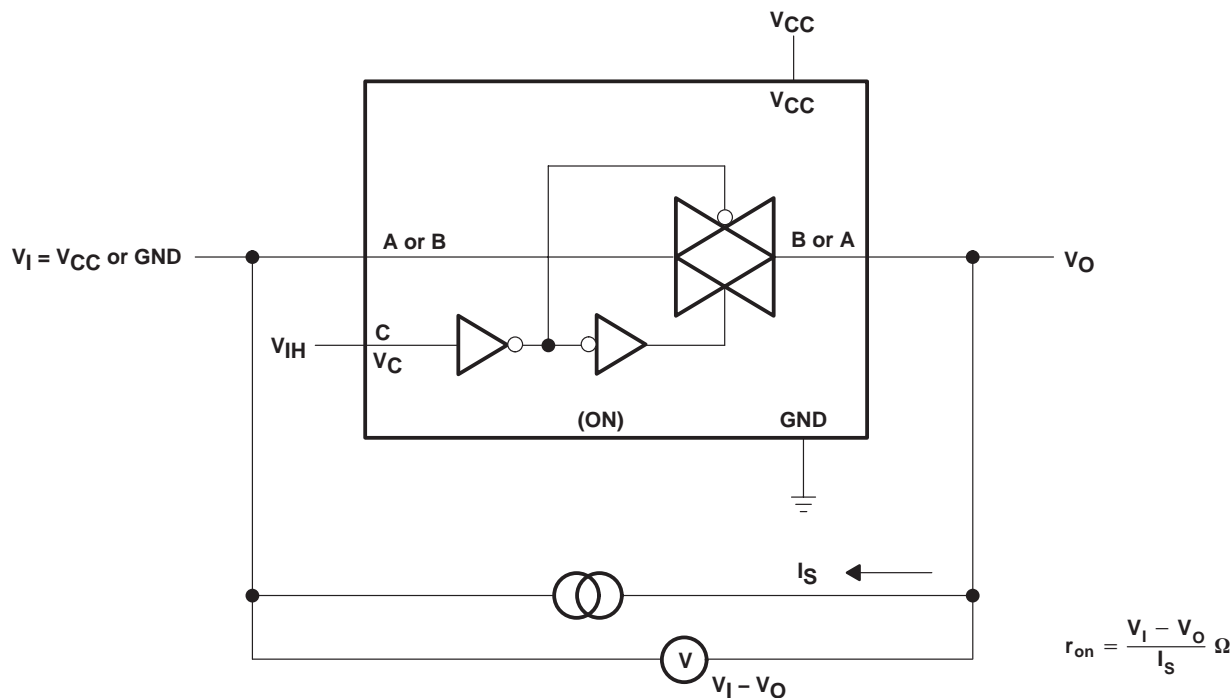 VCC
VCC
A or B
B or A
VI = VCC or GND
VO
C
VIH
VC
(ON)
GND
IS
V
VI – VO
ron = VI – VO / IS Ω